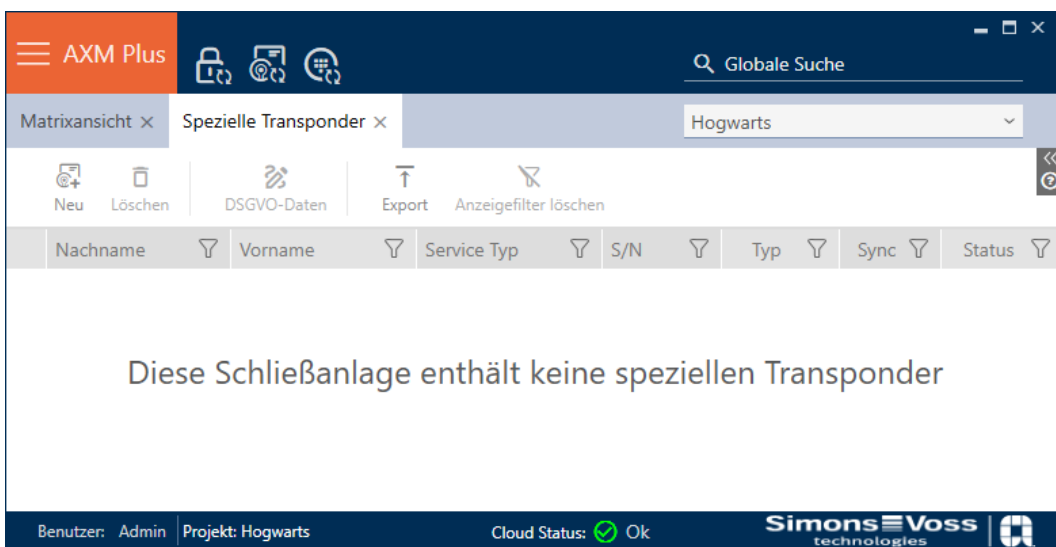 AXM Plus
Globale Suche
Matrixansicht Spezielle Transponder Hogwarts
Neu Löschen DSGVO-Daten Export Anzeigefilter löschen
Nachname Vorname Service Typ S/N Typ Sync Status
Diese Schließanlage enthält keine speziellen Transponder
Benutzer: Admin Projekt: Hogwarts Cloud Status: Ok SimonsVoss
technologies